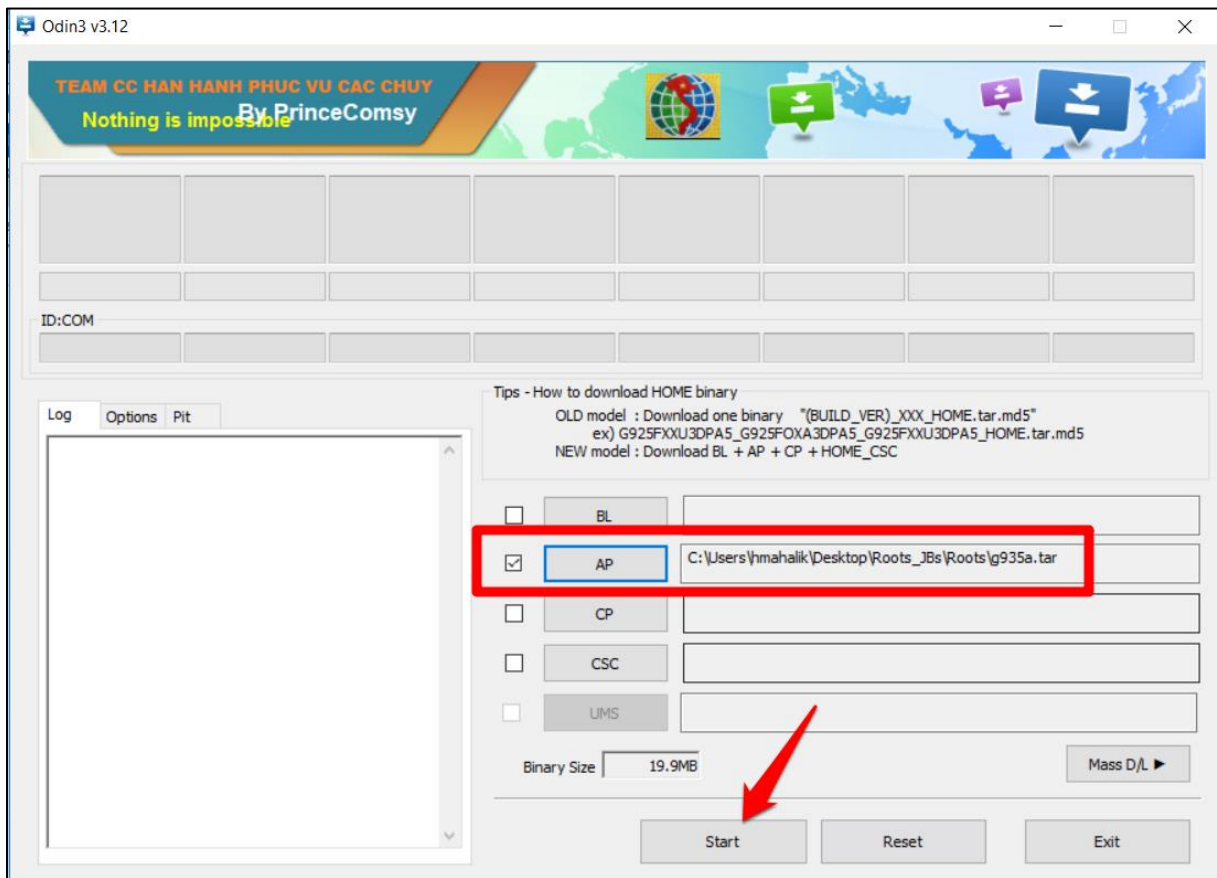 Odin3 v3.12
TEAM CC HAN HANH PHUC VU CAC CHUY
Nothing is impossible
By PrinceComsy
ID:COM
Log Options Pit
Tips - How to download HOME binary
OLD model : Download one binary "(BUILD_VER)_XXX_HOME.tar.md5"
ex) G925FXXU3DPA5_G925FOXA3DPA5_G925FXXU3DPA5_HOME.tar.md5
NEW model : Download BL + AP + CP + HOME_CSC
BL
AP C:\Users\hmahalik\Desktop\Roots_JBs\Roots\g935a.tar
CP
CSC
UMS
Binary Size 19.9MB Mass D/L ►
Start Reset Exit